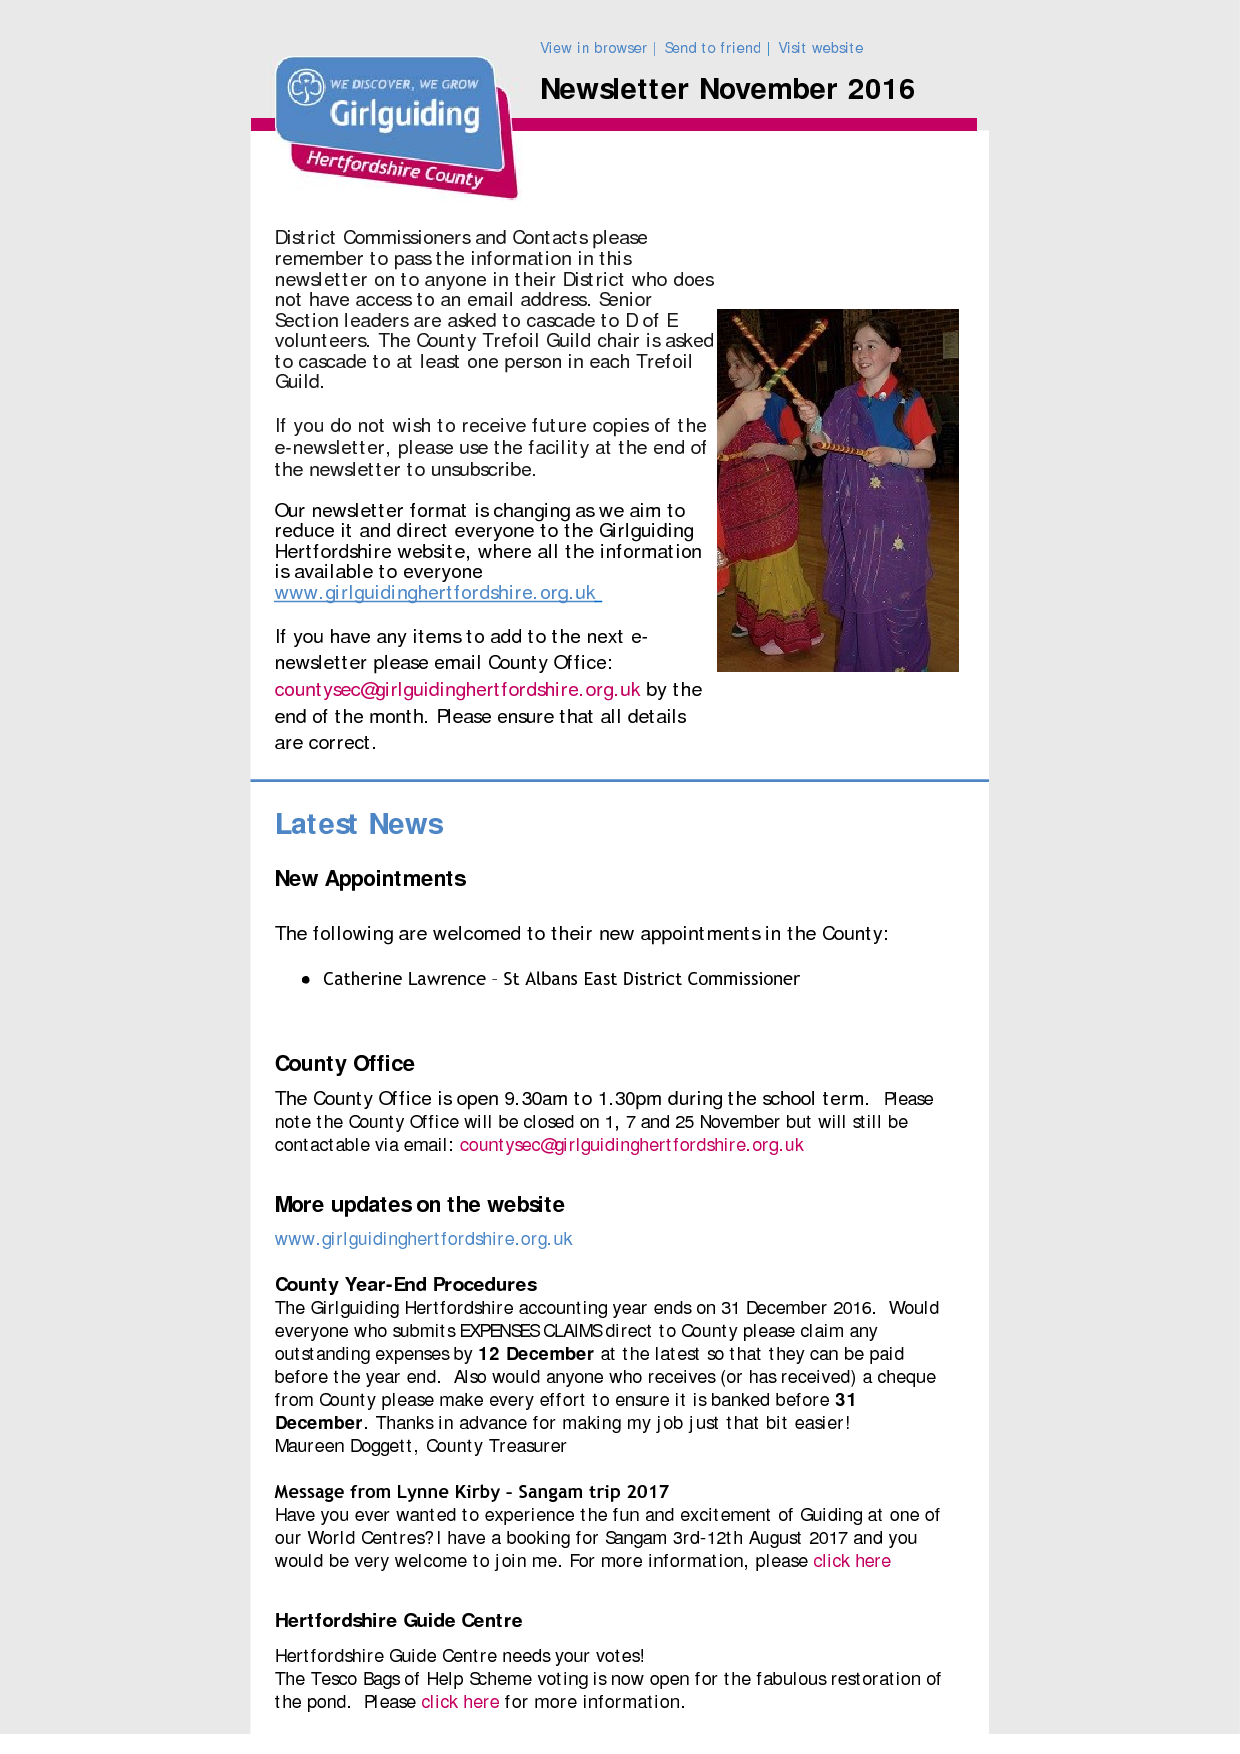 View in browser | Send to friend | Visit website
Newsletter November 2016
WE DISCOVER, WE GROW
Girlguiding
Hertfordshire County
District Commissioners and Contacts please
remember to pass the information in this
newsletter on to anyone in their District who does
not have access to an email address. Senior
Section leaders are asked to cascade to D of E
volunteers. The County Trefoil Guild chair is asked
to cascade to at least one person in each Trefoil
Guild.
If you do not wish to receive future copies of the
e-newsletter, please use the facility at the end of
the newsletter to unsubscribe.
Our newsletter format is changing as we aim to
reduce it and direct everyone to the Girlguiding
Hertfordshire website, where all the information
is available to everyone
www.girlguidinghertfordshire.org.uk
If you have any items to add to the next e-
newsletter please email County Office:
countysec@girlguidinghertfordshire.org.uk by the
end of the month. Please ensure that all details
are correct.
Latest News
New Appointments
The following are welcomed to their new appointments in the County:
• Catherine Lawrence – St Albans East District Commissioner
County Office
The County Office is open 9.30am to 1.30pm during the school term. Please
note the County Office will be closed on 1, 7 and 25 November but will still be
contactable via email: countysec@girlguidinghertfordshire.org.uk
More updates on the website
www.girlguidinghertfordshire.org.uk
County Year-End Procedures
The Girlguiding Hertfordshire accounting year ends on 31 December 2016. Would
everyone who submits EXPENSES CLAIMS direct to County please claim any
outstanding expenses by 12 December at the latest so that they can be paid
before the year end. Also would anyone who receives (or has received) a cheque
from County please make every effort to ensure it is banked before 31
December. Thanks in advance for making my job just that bit easier!
Maureen Doggett, County Treasurer
Message from Lynne Kirby – Sangam trip 2017
Have you ever wanted to experience the fun and excitement of Guiding at one of
our World Centres? I have a booking for Sangam 3rd-12th August 2017 and you
would be very welcome to join me. For more information, please click here
Hertfordshire Guide Centre
Hertfordshire Guide Centre needs your votes!
The Tesco Bags of Help Scheme voting is now open for the fabulous restoration of
the pond. Please click here for more information.